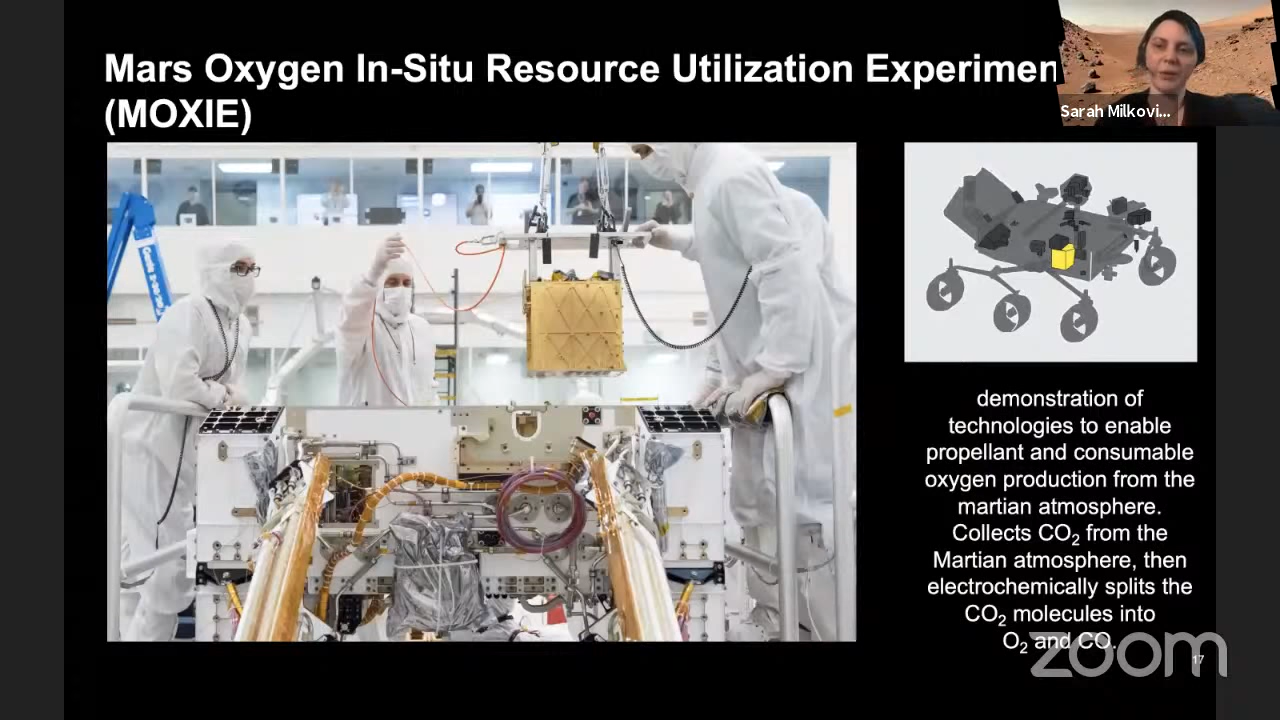 Mars Oxygen In-Situ Resource Utilization Experimen
(MOXIE)
Sarah Milkovi...
demonstration of
technologies to enable
propellant and consumable
oxygen production from the
martian atmosphere.
Collects CO₂ from the
Martian atmosphere, then
electrochemically splits the
CO₂ molecules into
O₂ and CO.
zoom
17